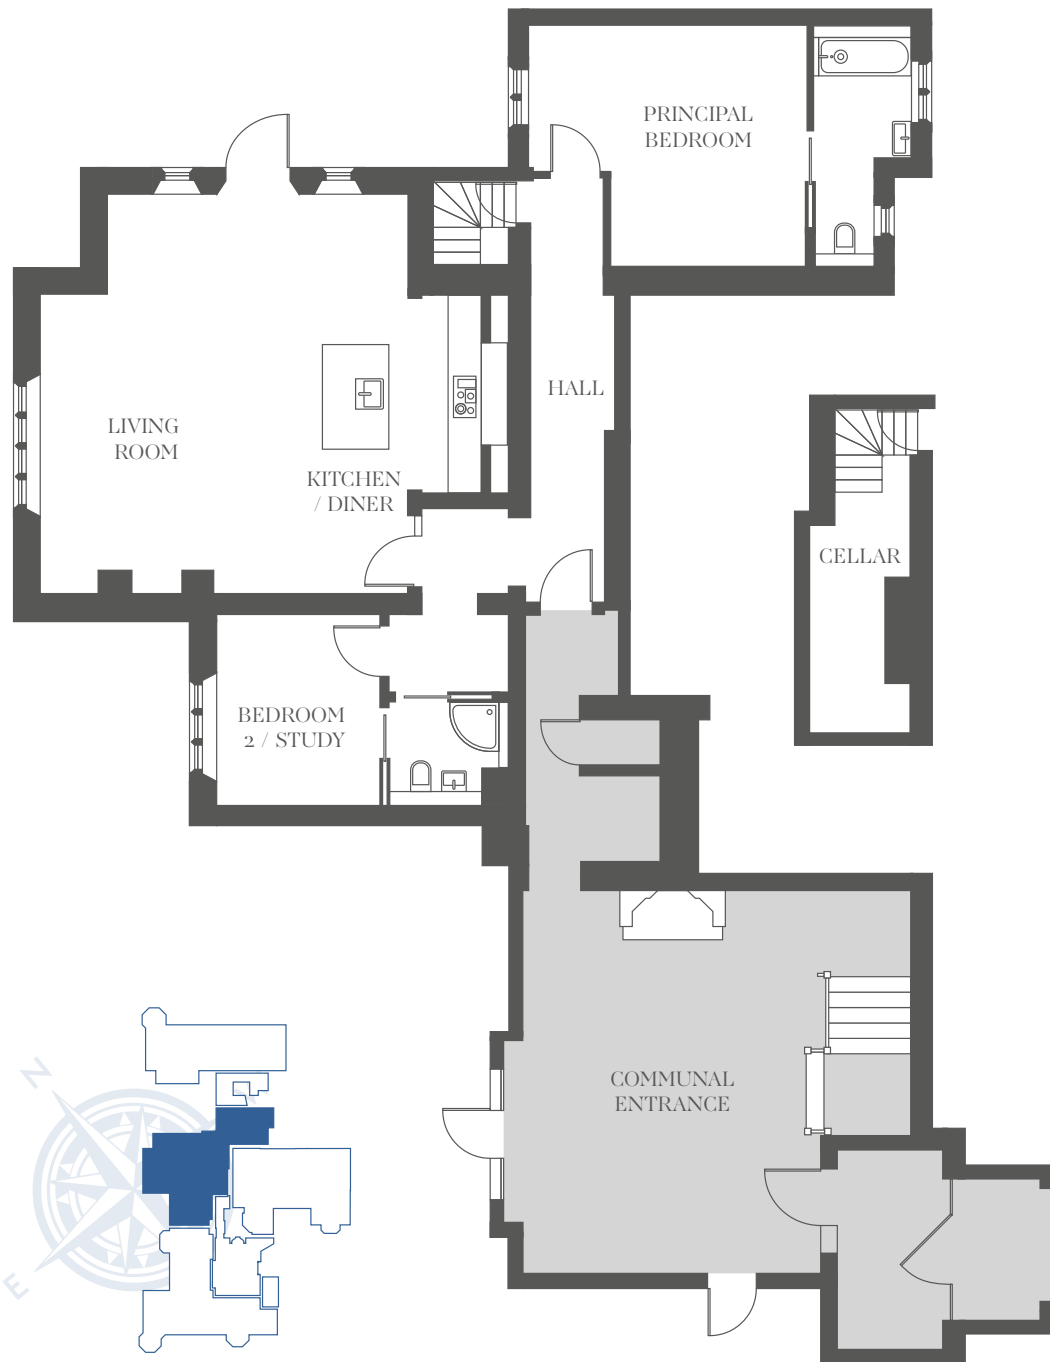 PRINCIPAL
BEDROOM
HALL
LIVING
ROOM
KITCHEN
/ DINER
CELLAR
BEDROOM
2 / STUDY
COMMUNAL
ENTRANCE
N
E